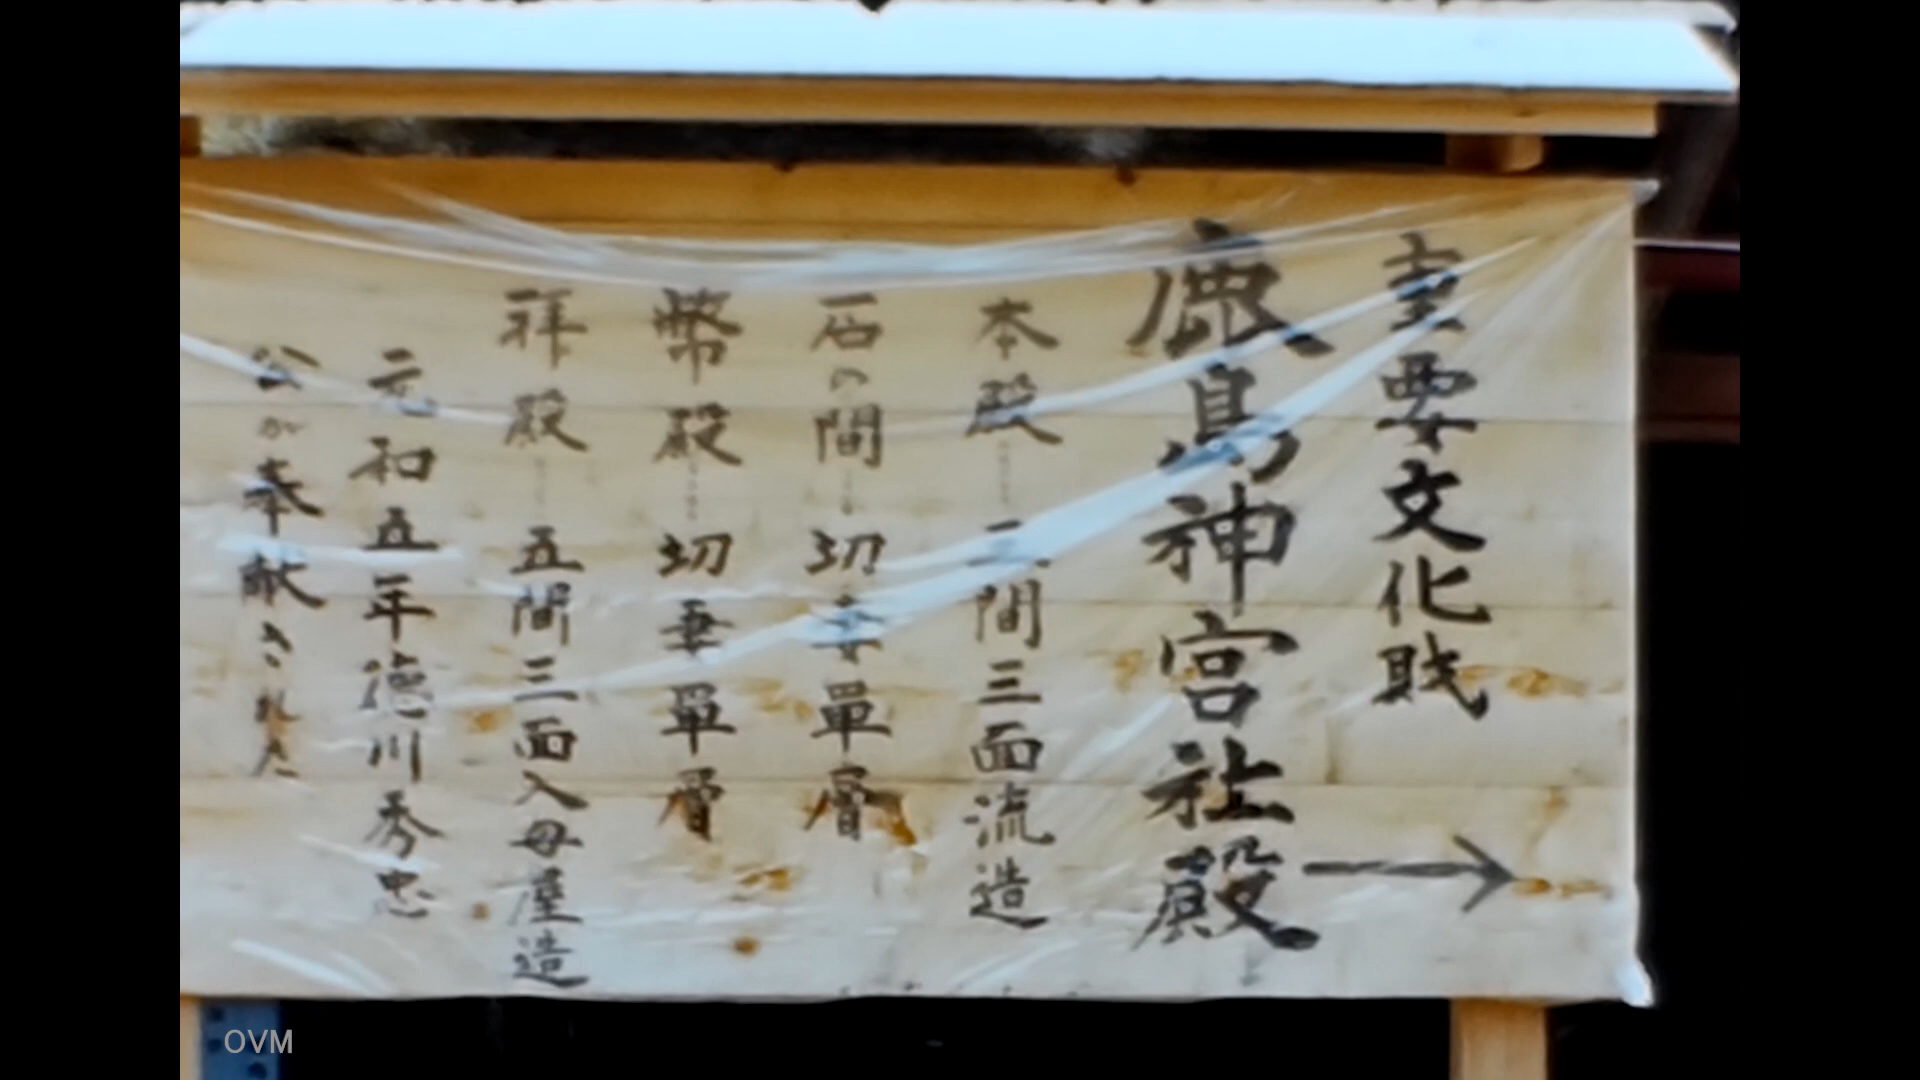 重要文化財
鹿島神宮社殿→
本殿……三間三面流造
石の間……切妻単層
幣殿……切妻単層
拝殿……五間三面入母屋造
元和五年徳川秀忠
公が奉献された
OVM